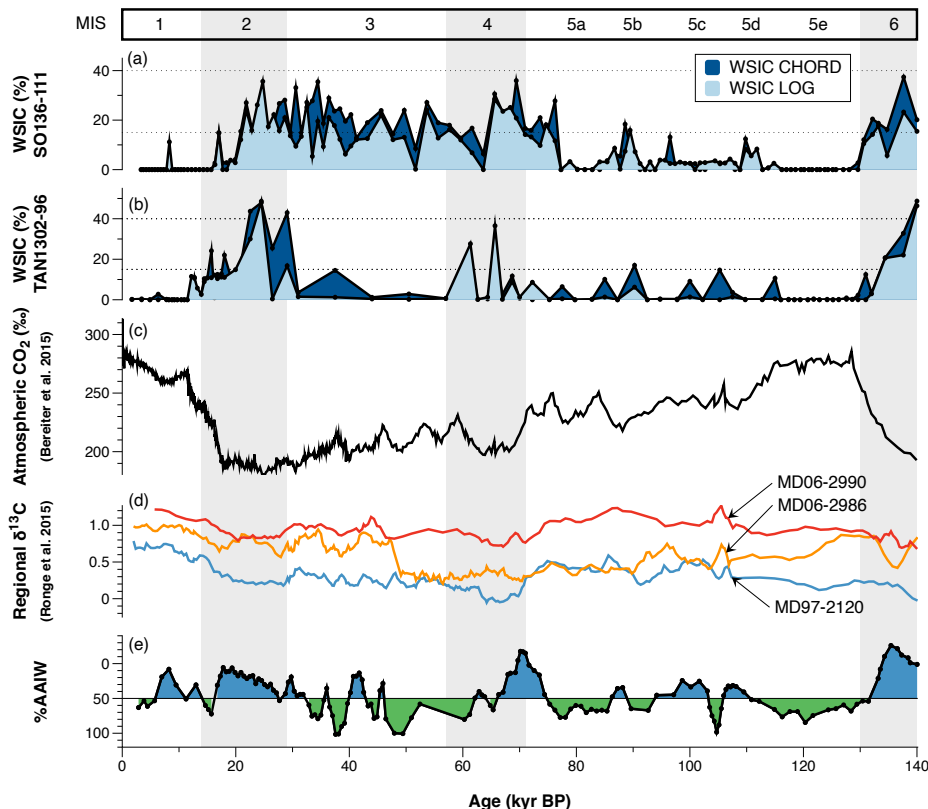 MIS 1 2 3 4 5a 5b 5c 5d 5e 6
(a)
WSIC CHORD
WSIC LOG
WSIC (%)
SO136-111
40
20
0
(b)
WSIC (%)
TAN1302-96
40
20
0
(c)
Atmospheric CO2 (‰)
(Bereiter et al. 2015)
300
250
200
(d)
MD06-2990
MD06-2986
MD97-2120
Regional δ13C
(Ronge et al. 2015)
1.0
0.5
0
(e)
%AAIW
0
50
100
0 20 40 60 80 100 120 140
Age (kyr BP)